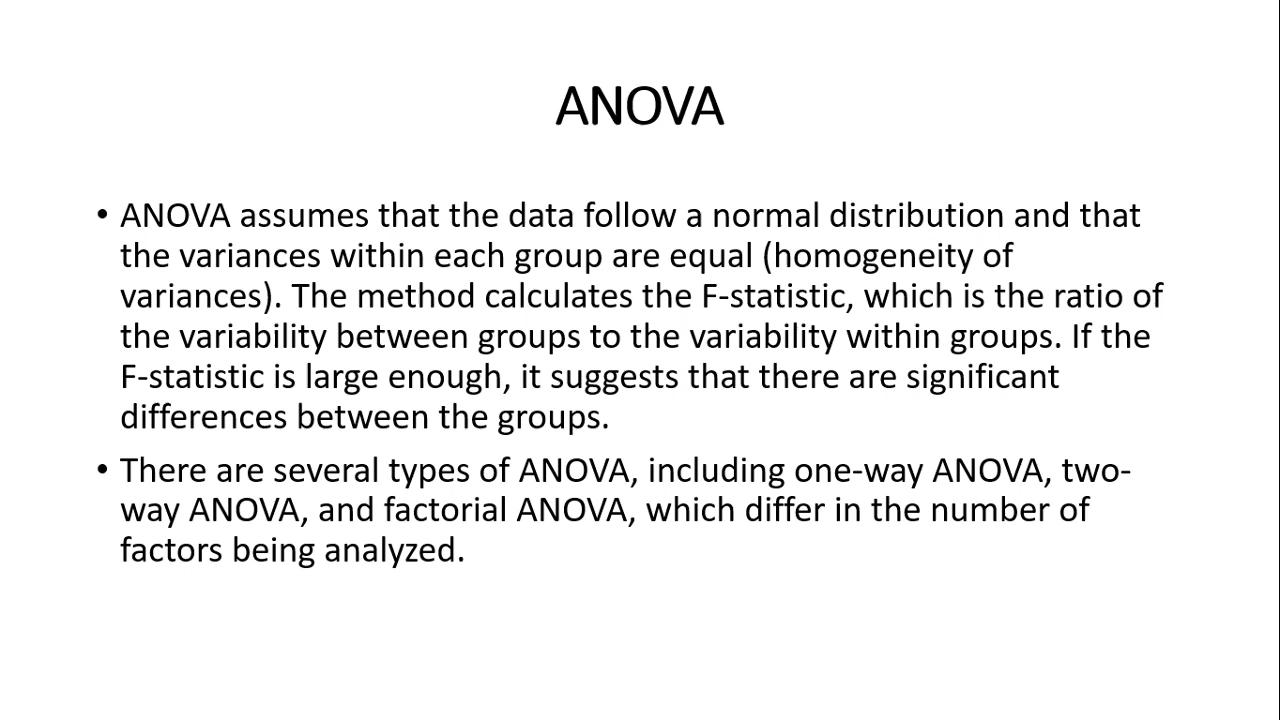 ANOVA
• ANOVA assumes that the data follow a normal distribution and that
the variances within each group are equal (homogeneity of
variances). The method calculates the F-statistic, which is the ratio of
the variability between groups to the variability within groups. If the
F-statistic is large enough, it suggests that there are significant
differences between the groups.
• There are several types of ANOVA, including one-way ANOVA, two-
way ANOVA, and factorial ANOVA, which differ in the number of
factors being analyzed.